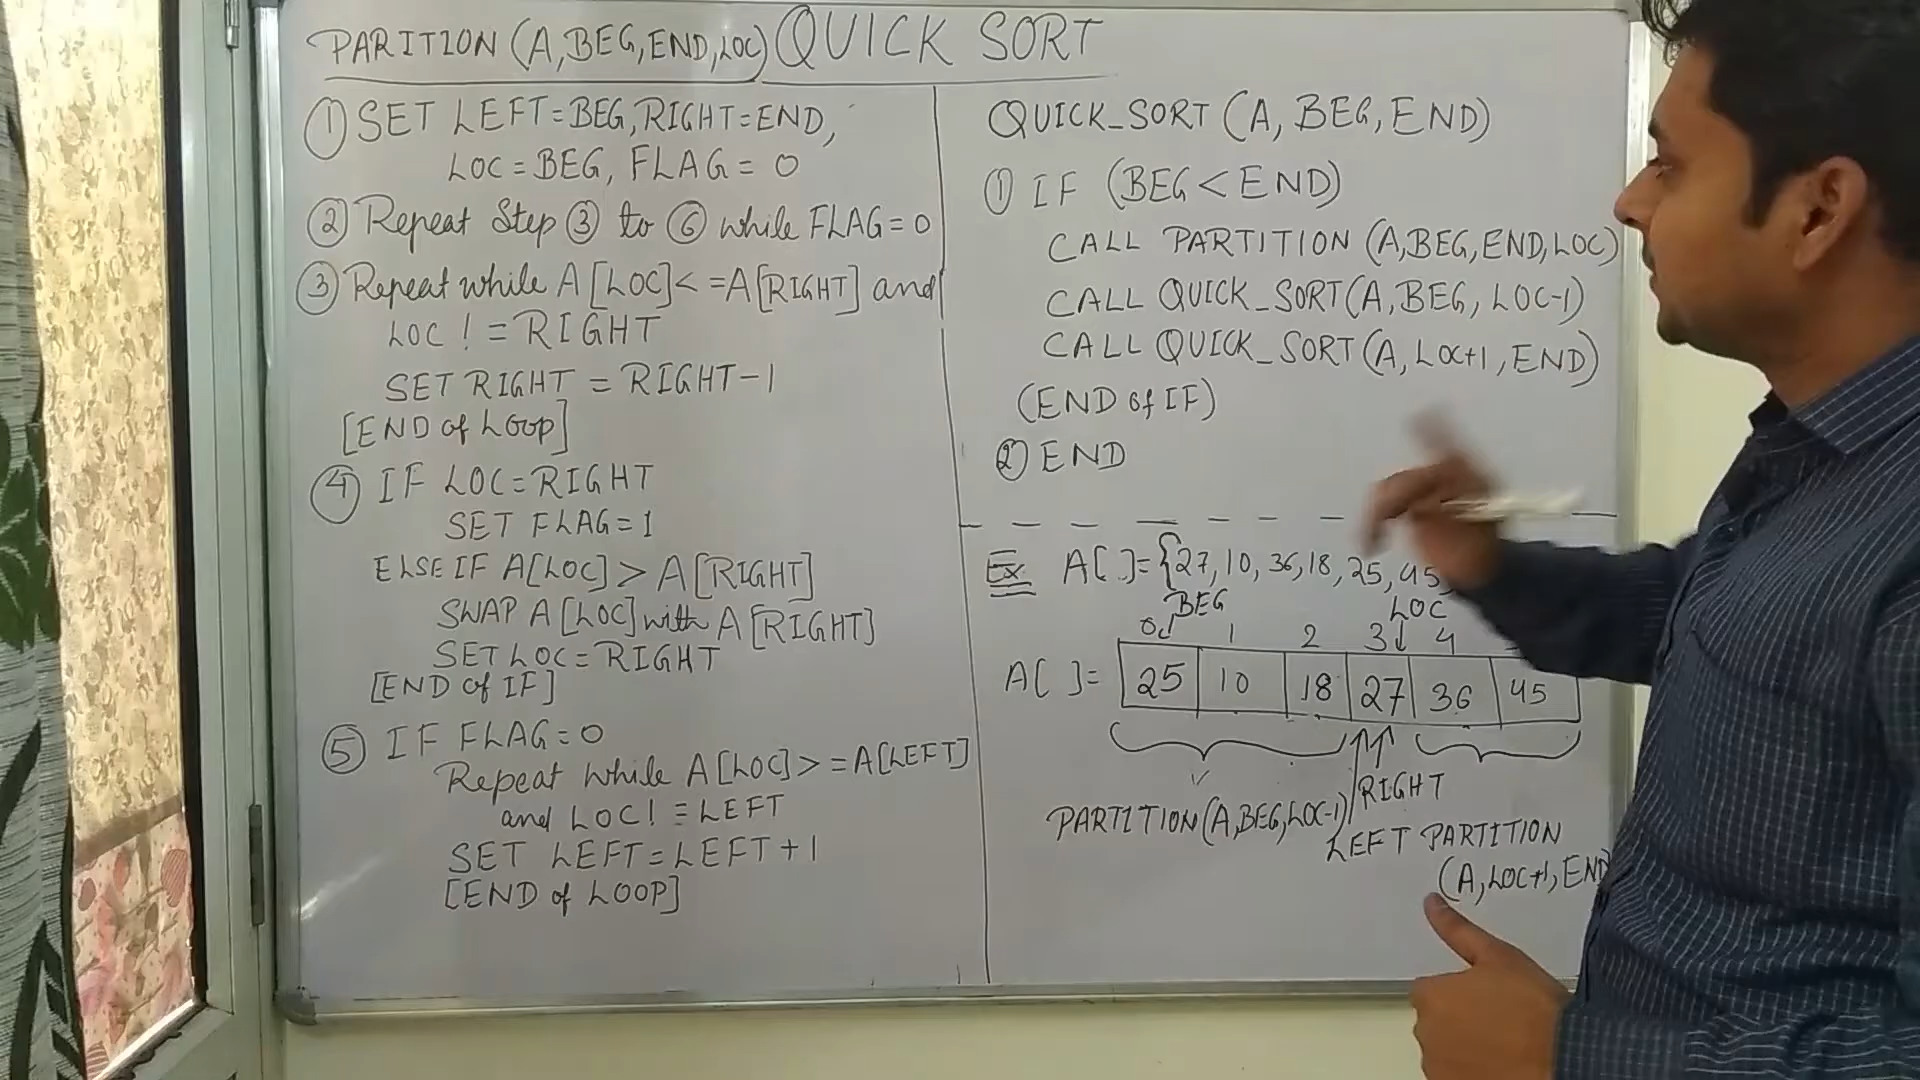 PARITION (A,BEG,END,LOC) QUICK SORT
① SET LEFT=BEG, RIGHT=END,
LOC = BEG, FLAG = 0
② Repeat Step ③ to ⑥ while FLAG = 0
③ Repeat while A[LOC] < =A[RIGHT] and
LOC ! = RIGHT
SET RIGHT = RIGHT-1
[END of LOOP]
④ IF LOC=RIGHT
SET FLAG=1
ELSE IF A[LOC] > A[RIGHT]
SWAP A[LOC] with A[RIGHT]
SET LOC=RIGHT
[END of IF]
⑤ IF FLAG=0
Repeat while A[LOC] > =A[LEFT]
and LOC! =LEFT
SET LEFT=LEFT+1
[END of LOOP]
QUICK_SORT (A, BEG, END)
① IF (BEG < END)
CALL PARTITION (A,BEG,END,LOC)
CALL QUICK_SORT(A,BEG, LOC-1)
CALL QUICK_SORT(A, LOC+1, END)
(END of IF)
② END
Ex A[ ]={27,10,36,18,25,45
BEG LOC
0 1 2 3 4
A[ ]= 25 10 18 27 36 45
RIGHT
PARTITION(A,BEG,LOC-1)
LEFT PARTITION
(A,LOC+1,END